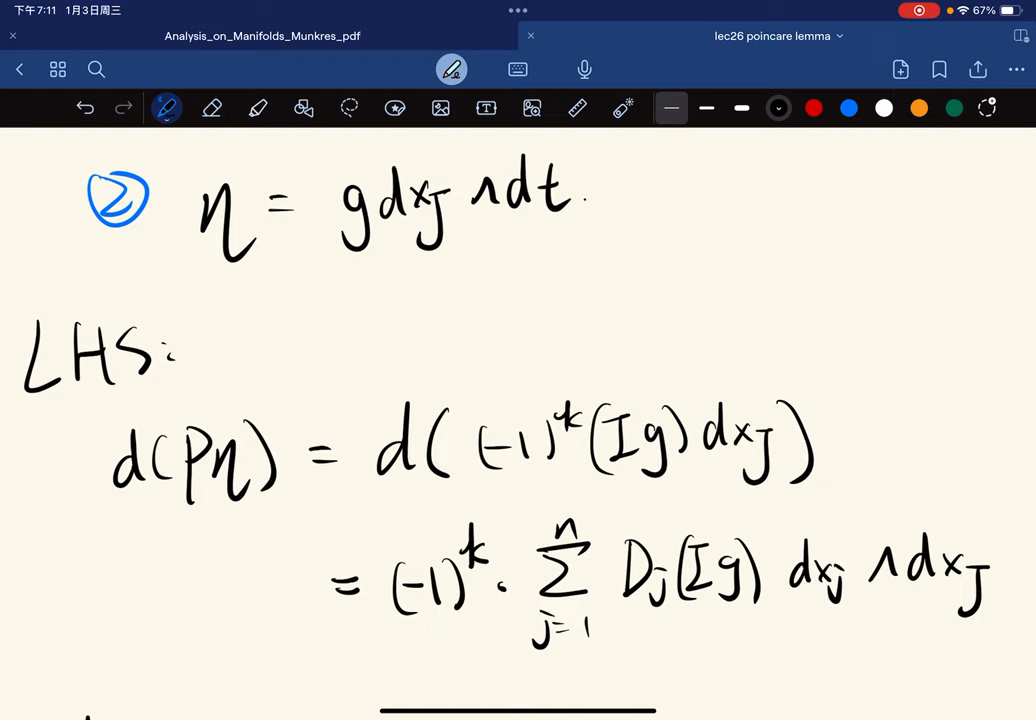 下午7:11 1月3日周三
67%
Analysis_on_Manifolds_Munkres_pdf
lec26 poincare lemma
② η = g dx_J ∧ dt.
LHS:
d(Pη) = d( (-1)^k (Ig) dx_J )
= (-1)^k · ∑_{j=1}^{n} D_j(Ig) dx_j ∧ dx_J